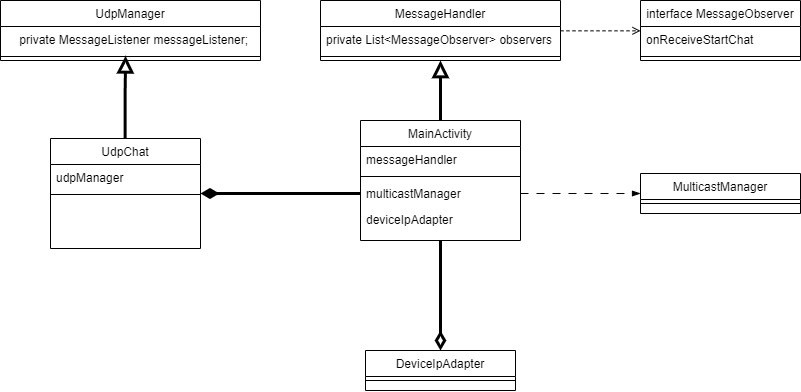 UdpManager
private MessageListener messageListener;
MessageHandler
private List<MessageObserver> observers
interface MessageObserver
onReceiveStartChat
UdpChat
udpManager
MainActivity
messageHandler
multicastManager
deviceIpAdapter
MulticastManager
DeviceIpAdapter